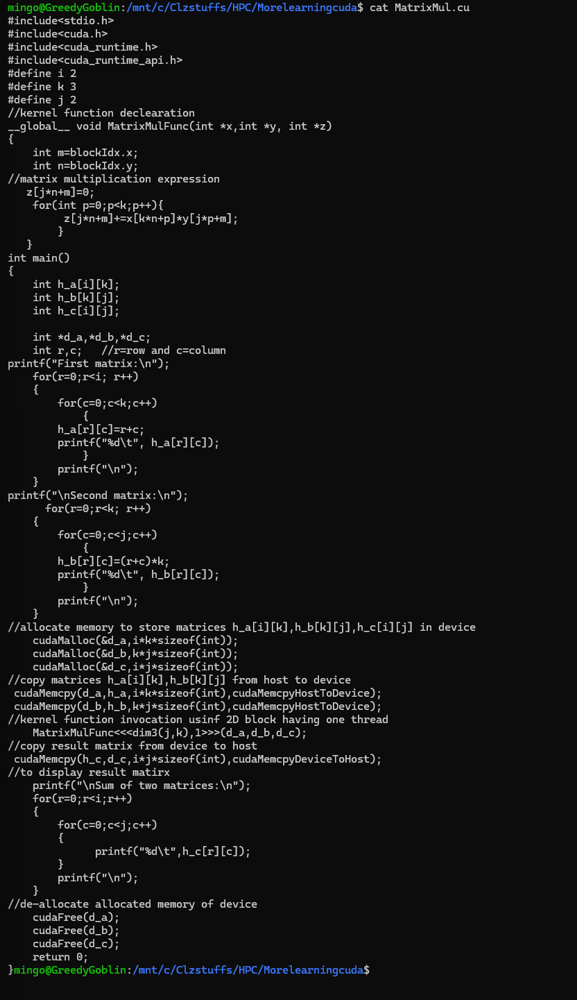 mingo@GreedyGoblin:/mnt/c/Clzstuffs/HPC/Morelearningcuda$ cat MatrixMul.cu
#include<stdio.h>
#include<cuda.h>
#include<cuda_runtime.h>
#include<cuda_runtime_api.h>
#define i 2
#define k 3
#define j 2
//kernel function declearation
__global__ void MatrixMulFunc(int *x,int *y, int *z)
{
    int m=blockIdx.x;
    int n=blockIdx.y;
//matrix multiplication expression
   z[j*n+m]=0;
    for(int p=0;p<k;p++){
         z[j*n+m]+=x[k*n+p]*y[j*p+m];
        }
   }
int main()
{
    int h_a[i][k];
    int h_b[k][j];
    int h_c[i][j];

    int *d_a,*d_b,*d_c;
    int r,c;   //r=row and c=column
printf("First matrix:\n");
    for(r=0;r<i; r++)
    {
        for(c=0;c<k;c++)
            {
        h_a[r][c]=r+c;
        printf("%d\t", h_a[r][c]);
            }
        printf("\n");
    }
printf("\nSecond matrix:\n");
      for(r=0;r<k; r++)
    {
        for(c=0;c<j;c++)
            {
        h_b[r][c]=(r+c)*k;
        printf("%d\t", h_b[r][c]);
            }
        printf("\n");
    }
//allocate memory to store matrices h_a[i][k],h_b[k][j],h_c[i][j] in device
    cudaMalloc(&d_a,i*k*sizeof(int));
    cudaMalloc(&d_b,k*j*sizeof(int));
    cudaMalloc(&d_c,i*j*sizeof(int));
//copy matrices h_a[i][k],h_b[k][j] from host to device
 cudaMemcpy(d_a,h_a,i*k*sizeof(int),cudaMemcpyHostToDevice);
 cudaMemcpy(d_b,h_b,k*j*sizeof(int),cudaMemcpyHostToDevice);
//kernel function invocation usinf 2D block having one thread
    MatrixMulFunc<<<dim3(j,k),1>>>(d_a,d_b,d_c);
//copy result matrix from device to host
 cudaMemcpy(h_c,d_c,i*j*sizeof(int),cudaMemcpyDeviceToHost);
//to display result matirx
    printf("\nSum of two matrices:\n");
    for(r=0;r<i;r++)
    {
        for(c=0;c<j;c++)
        {
              printf("%d\t",h_c[r][c]);
        }
        printf("\n");
    }
//de-allocate allocated memory of device
    cudaFree(d_a);
    cudaFree(d_b);
    cudaFree(d_c);
    return 0;
}mingo@GreedyGoblin:/mnt/c/Clzstuffs/HPC/Morelearningcuda$